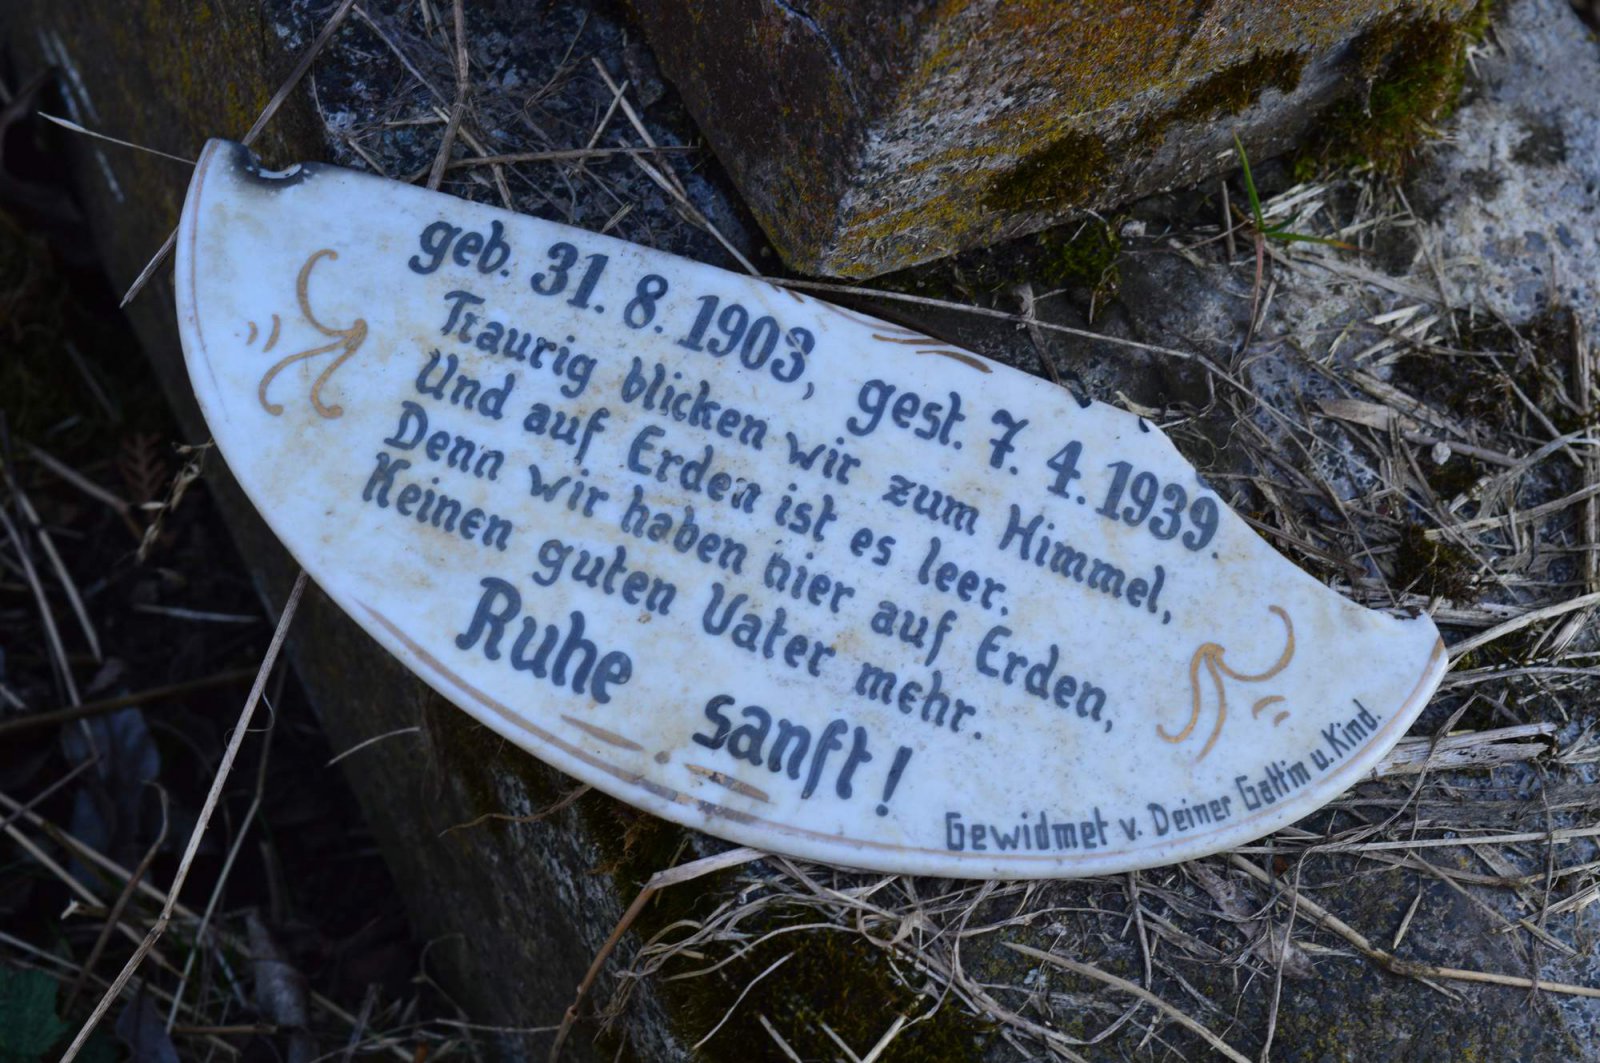 geb. 31. 8. 1903, gest. 7. 4. 1939.
Traurig blicken wir zum Himmel,
Und auf Erden ist es leer.
Denn wir haben hier auf Erden,
Keinen guten Vater mehr.
Ruhe sanft!
Gewidmet v. Deiner Gattin u. Kind.